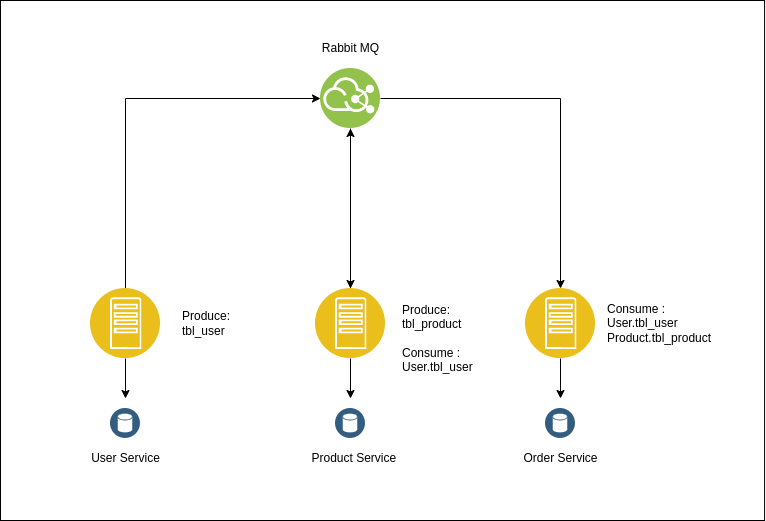 Rabbit MQ
Produce:
tbl_user
Produce:
tbl_product
Consume :
User.tbl_user
Consume :
User.tbl_user
Product.tbl_product
User Service
Product Service
Order Service